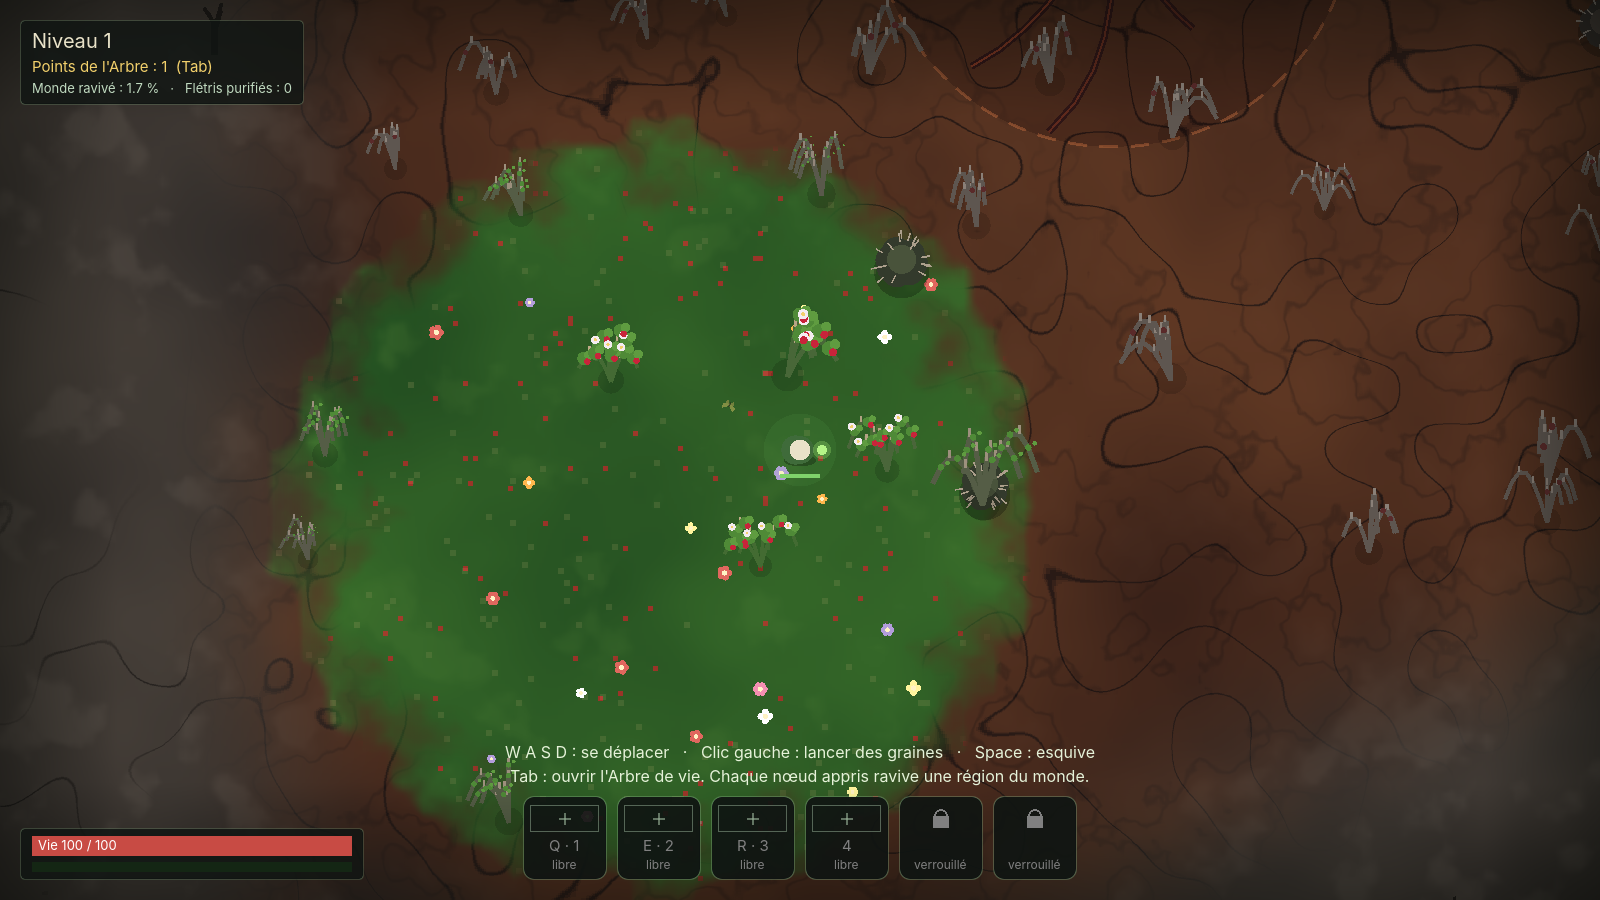 Niveau 1
Points de l'Arbre : 1 (Tab)
Monde ravivé : 1.7 % · Flétris purifiés : 0
W A S D : se déplacer · Clic gauche : lancer des graines · Space : esquive
Tab : ouvrir l'Arbre de vie. Chaque nœud appris ravive une région du monde.
Q · 1
libre
E · 2
libre
R · 3
libre
4
libre
verrouillé
verrouillé
Vie 100 / 100